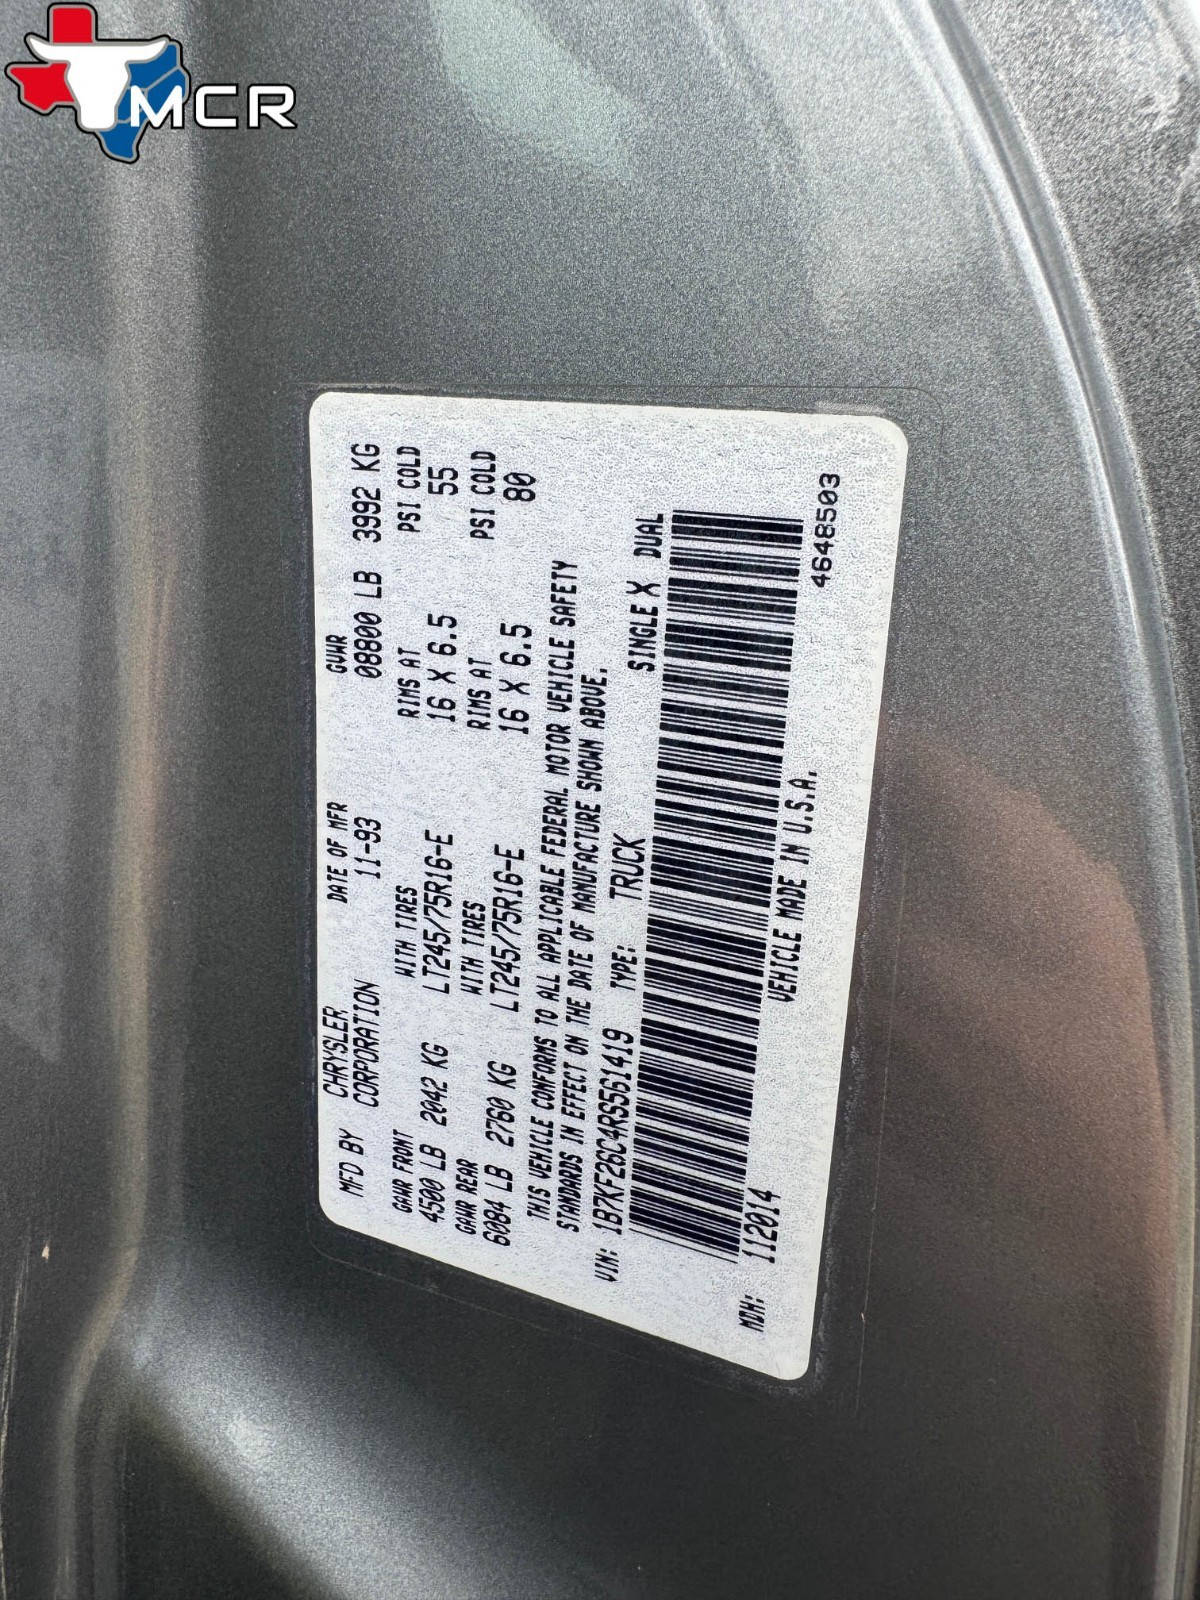 MCR
MFD BY CHRYSLER CORPORATION DATE OF MFR 11-93 GVWR 08800 LB 3992 KG
GAWR FRONT WITH TIRES RIMS AT PSI COLD
4500 LB 2042 KG LT245/75R16-E 16 X 6.5 55
GAWR REAR WITH TIRES RIMS AT PSI COLD
6084 LB 2760 KG LT245/75R16-E 16 X 6.5 80
THIS VEHICLE CONFORMS TO ALL APPLICABLE FEDERAL MOTOR VEHICLE SAFETY
STANDARDS IN EFFECT ON THE DATE OF MANUFACTURE SHOWN ABOVE.
VIN: 1B7KF26C4RS561419 TYPE: TRUCK SINGLE X DUAL
MDH: 112014 VEHICLE MADE IN U.S.A. 4648503